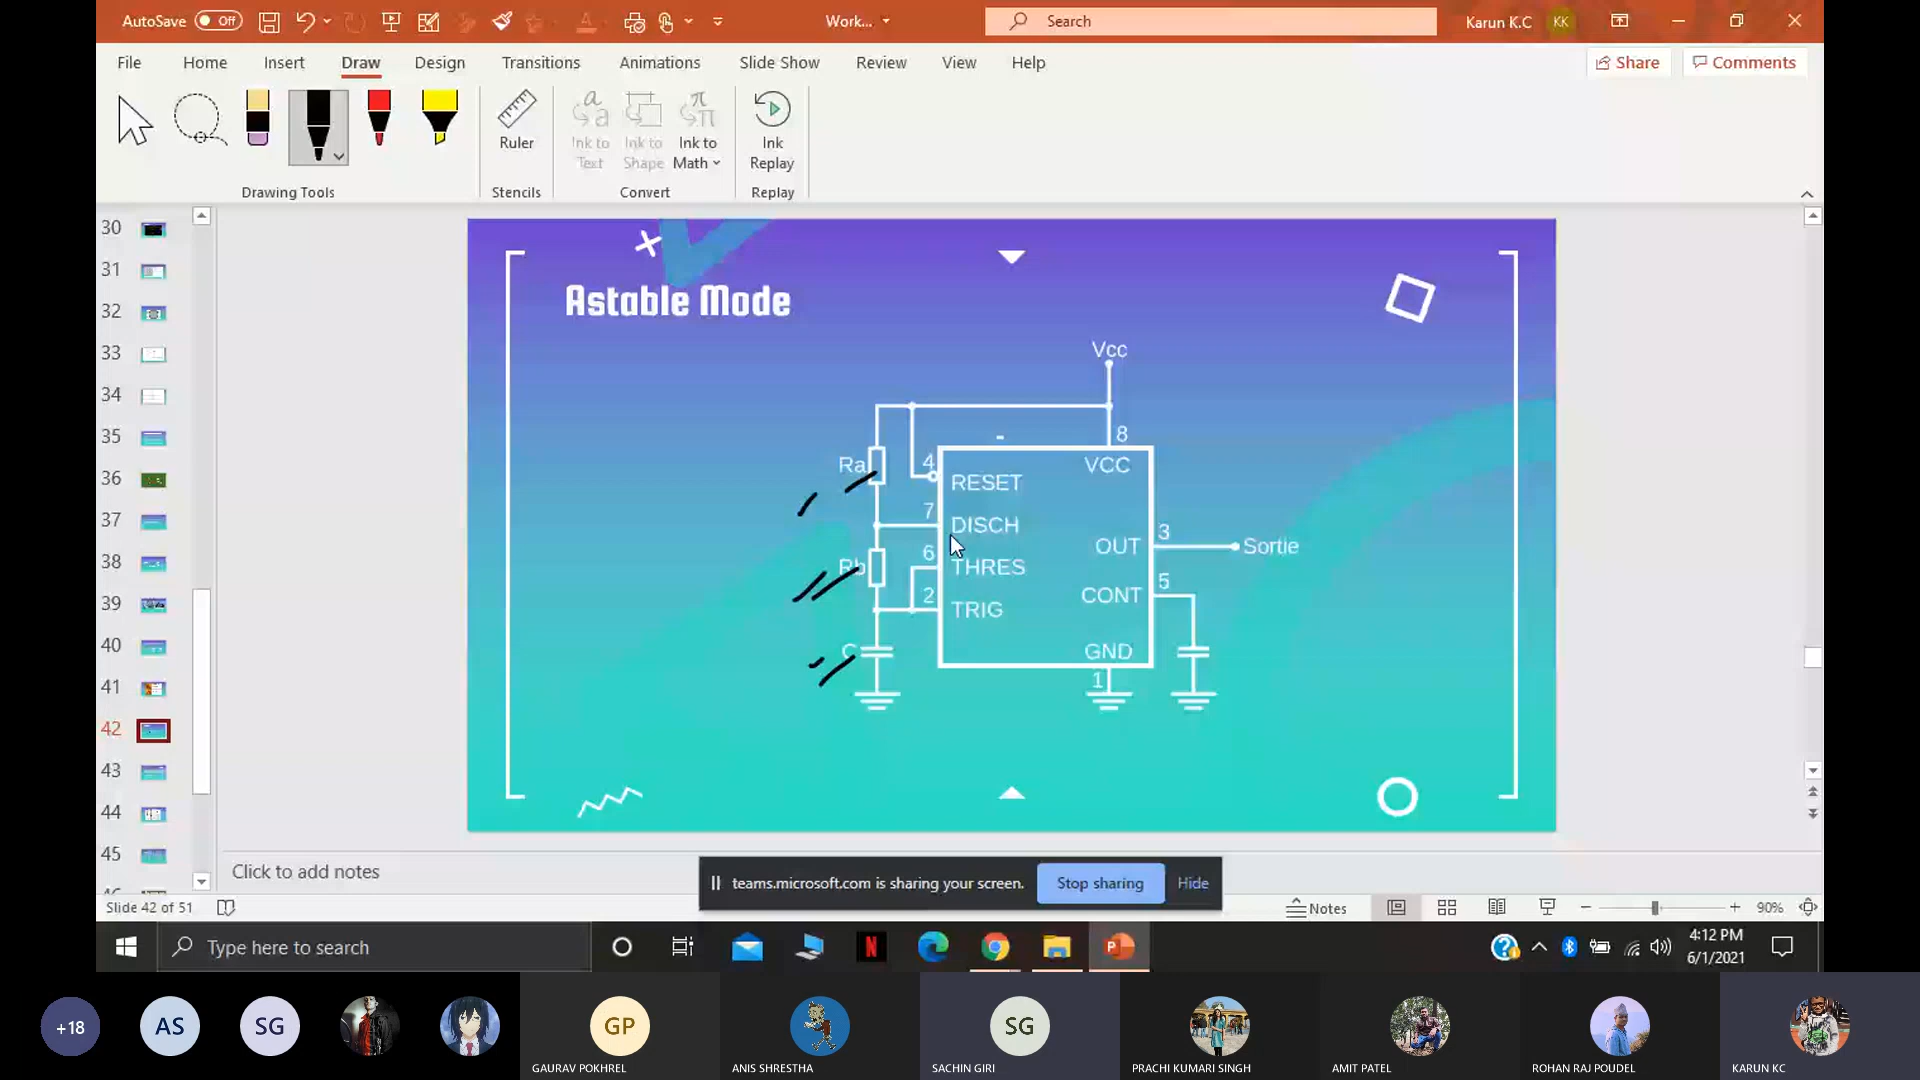 AutoSave Off Work... Search Karun K.C KK
File Home Insert Draw Design Transitions Animations Slide Show Review View Help Share Comments
Ruler Ink to Text Ink to Shape Ink to Math Ink Replay
Drawing Tools Stencils Convert Replay
30
31
32
33
34
35
36
37
38
39
40
41
42
43
44
45
46
Astable Mode
Vcc
8
Ra 4 VCC
RESET
7
DISCH
3
OUT Sortie
6
Rb THRES
5
2 CONT
TRIG
C GND
1
Click to add notes
teams.microsoft.com is sharing your screen. Stop sharing Hide
Slide 42 of 51 Notes 90%
Type here to search
4:12 PM
6/1/2021
+18 AS SG GP SG
GAURAV POKHREL ANIS SHRESTHA SACHIN GIRI PRACHI KUMARI SINGH AMIT PATEL ROHAN RAJ POUDEL KARUN KC